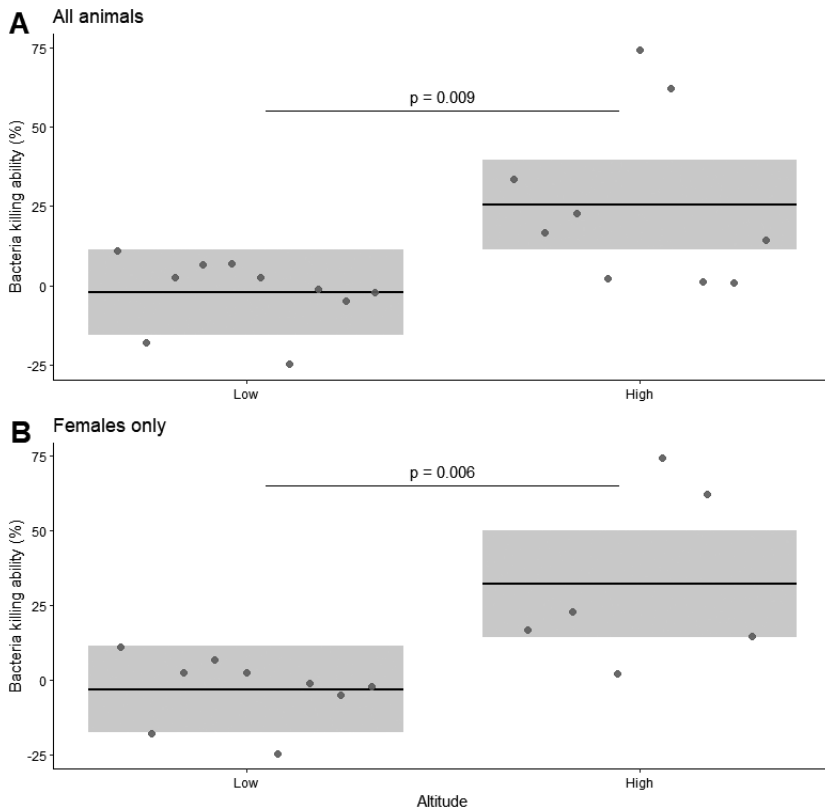 A All animals
Bacteria killing ability (%)
75
50
25
0
-25
p = 0.009
Low High
B Females only
Bacteria killing ability (%)
75
50
25
0
-25
p = 0.006
Low High
Altitude